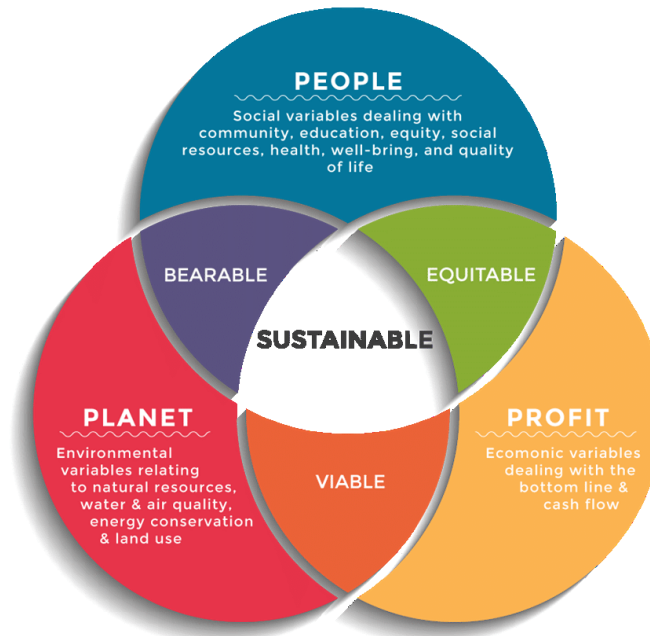 PEOPLE
Social variables dealing with
community, education, equity, social
resources, health, well-bring, and quality
of life
BEARABLE
EQUITABLE
SUSTAINABLE
PLANET
Environmental
variables relating
to natural resources,
water & air quality,
energy conservation
& land use
PROFIT
Ecomonic variables
dealing with the
bottom line &
cash flow
VIABLE